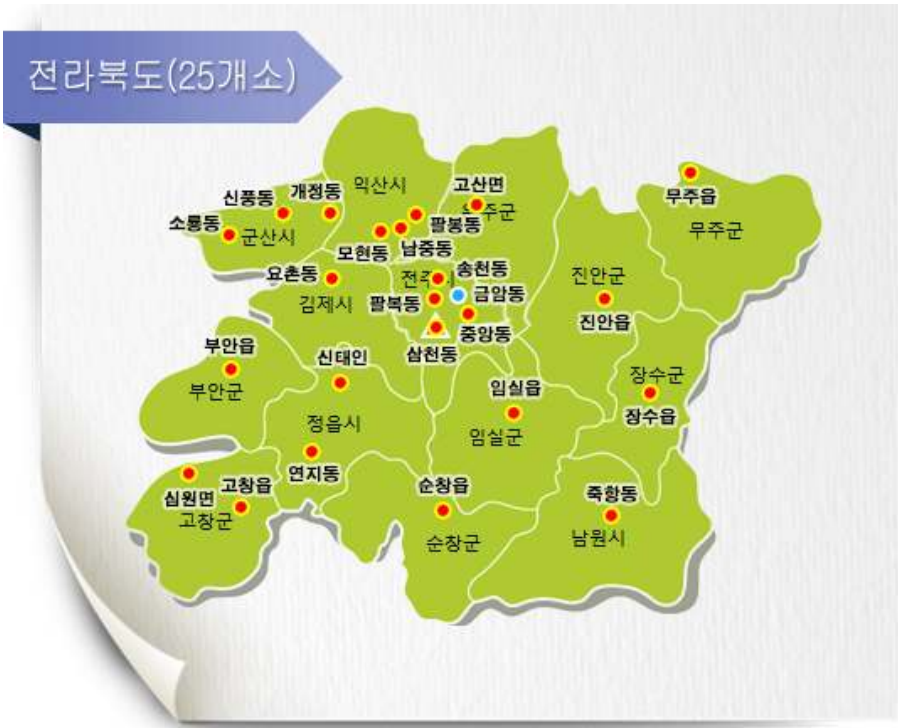 전라북도(25개소)
익산시
고산면
무주읍
신풍동
개정동
소룡동
군산시
팔봉동
주군
무주군
모현동
남중동
요촌동
전주시
송천동
진안군
김제시
팔복동
금암동
진안읍
중앙동
부안읍
신태인
삼천동
장수군
부안군
임실읍
장수읍
정읍시
임실군
연지동
심원면
고창읍
순창읍
죽항동
고창군
순창군
남원시